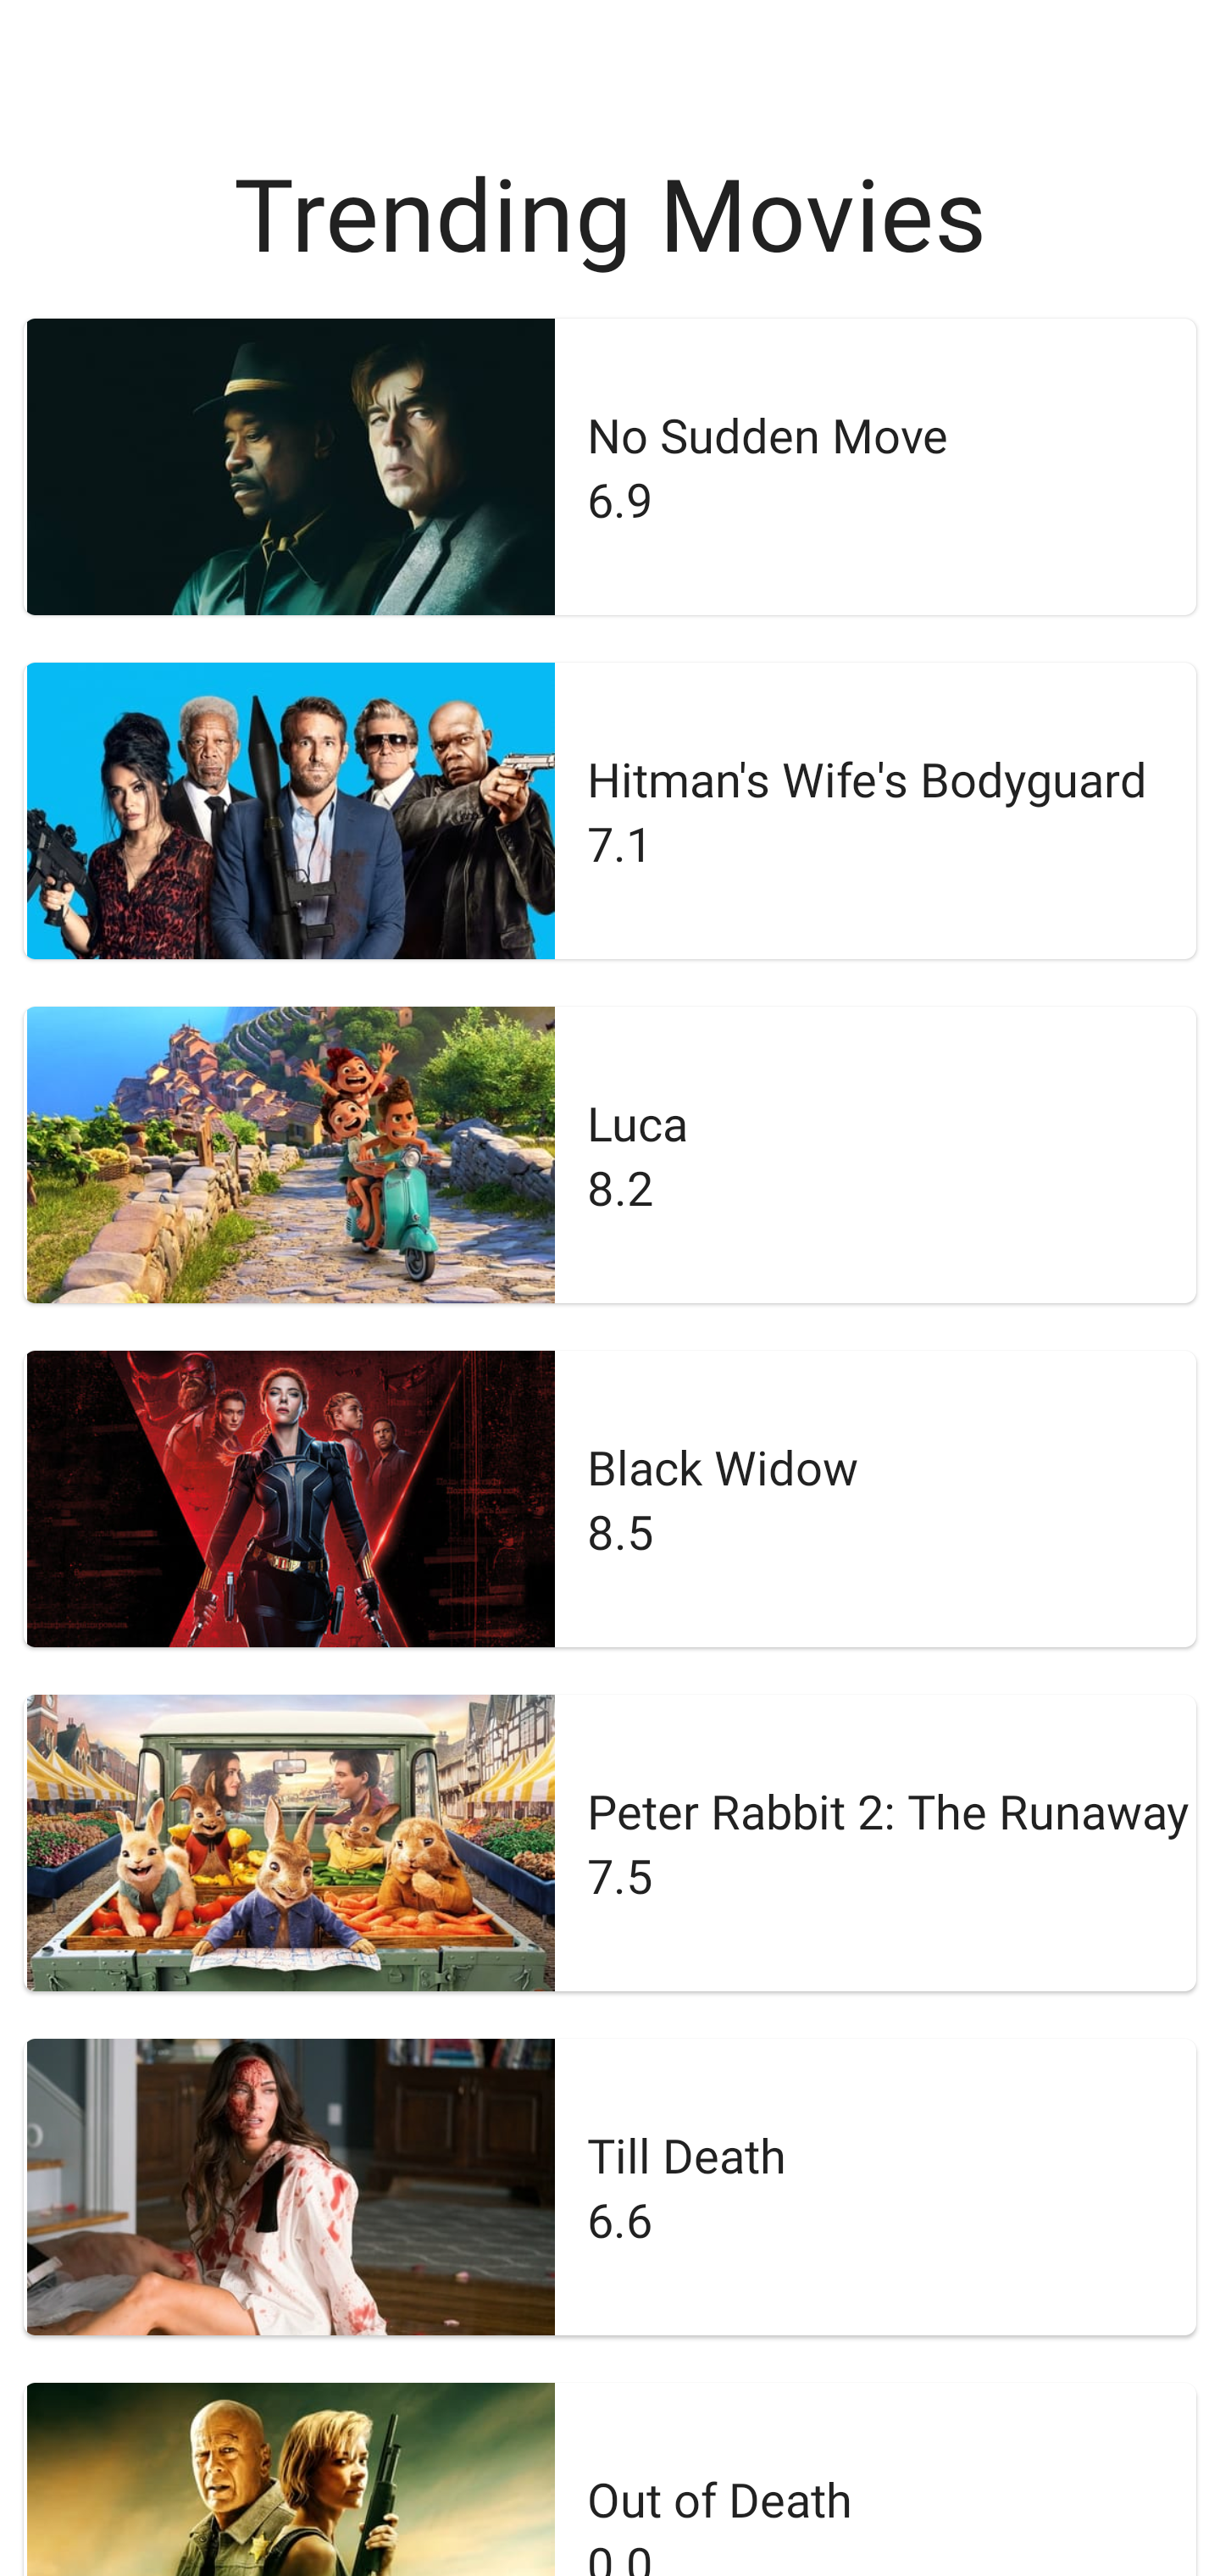 Trending Movies
No Sudden Move
6.9
Hitman's Wife's Bodyguard
7.1
Luca
8.2
Black Widow
8.5
Peter Rabbit 2: The Runaway
7.5
Till Death
6.6
Out of Death
0.0